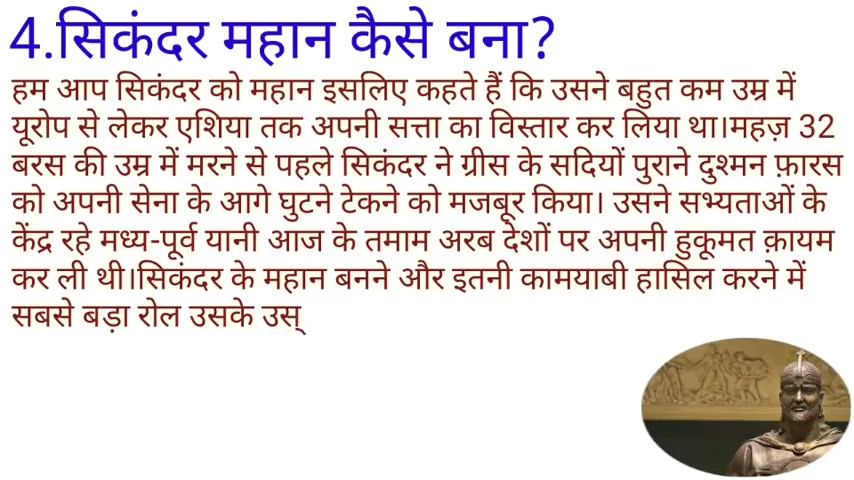 4.सिकंदर महान कैसे बना?
हम आप सिकंदर को महान इसलिए कहते हैं कि उसने बहुत कम उम्र में
यूरोप से लेकर एशिया तक अपनी सत्ता का विस्तार कर लिया था।महज़ 32
बरस की उम्र में मरने से पहले सिकंदर ने ग्रीस के सदियों पुराने दुश्मन फ़ारस
को अपनी सेना के आगे घुटने टेकने को मजबूर किया। उसने सभ्यताओं के
केंद्र रहे मध्य-पूर्व यानी आज के तमाम अरब देशों पर अपनी हुकूमत क़ायम
कर ली थी।सिकंदर के महान बनने और इतनी कामयाबी हासिल करने में
सबसे बड़ा रोल उसके उस्